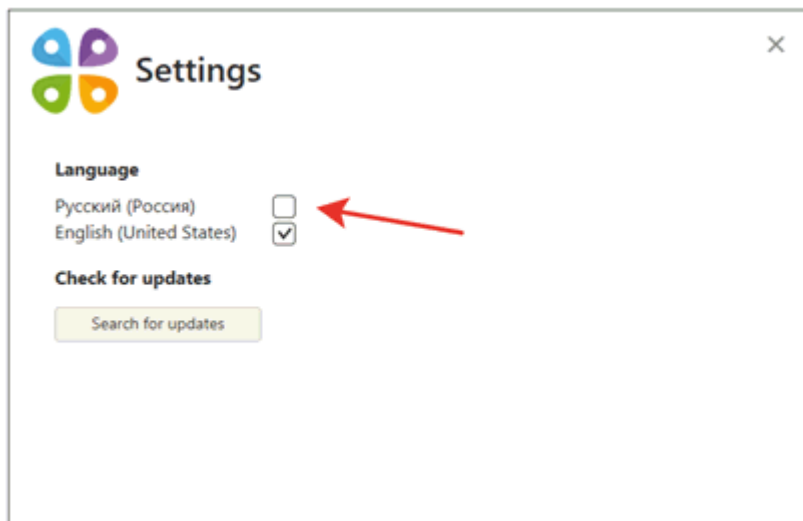 Settings
Language
Русский (Россия)
English (United States)
Check for updates
Search for updates